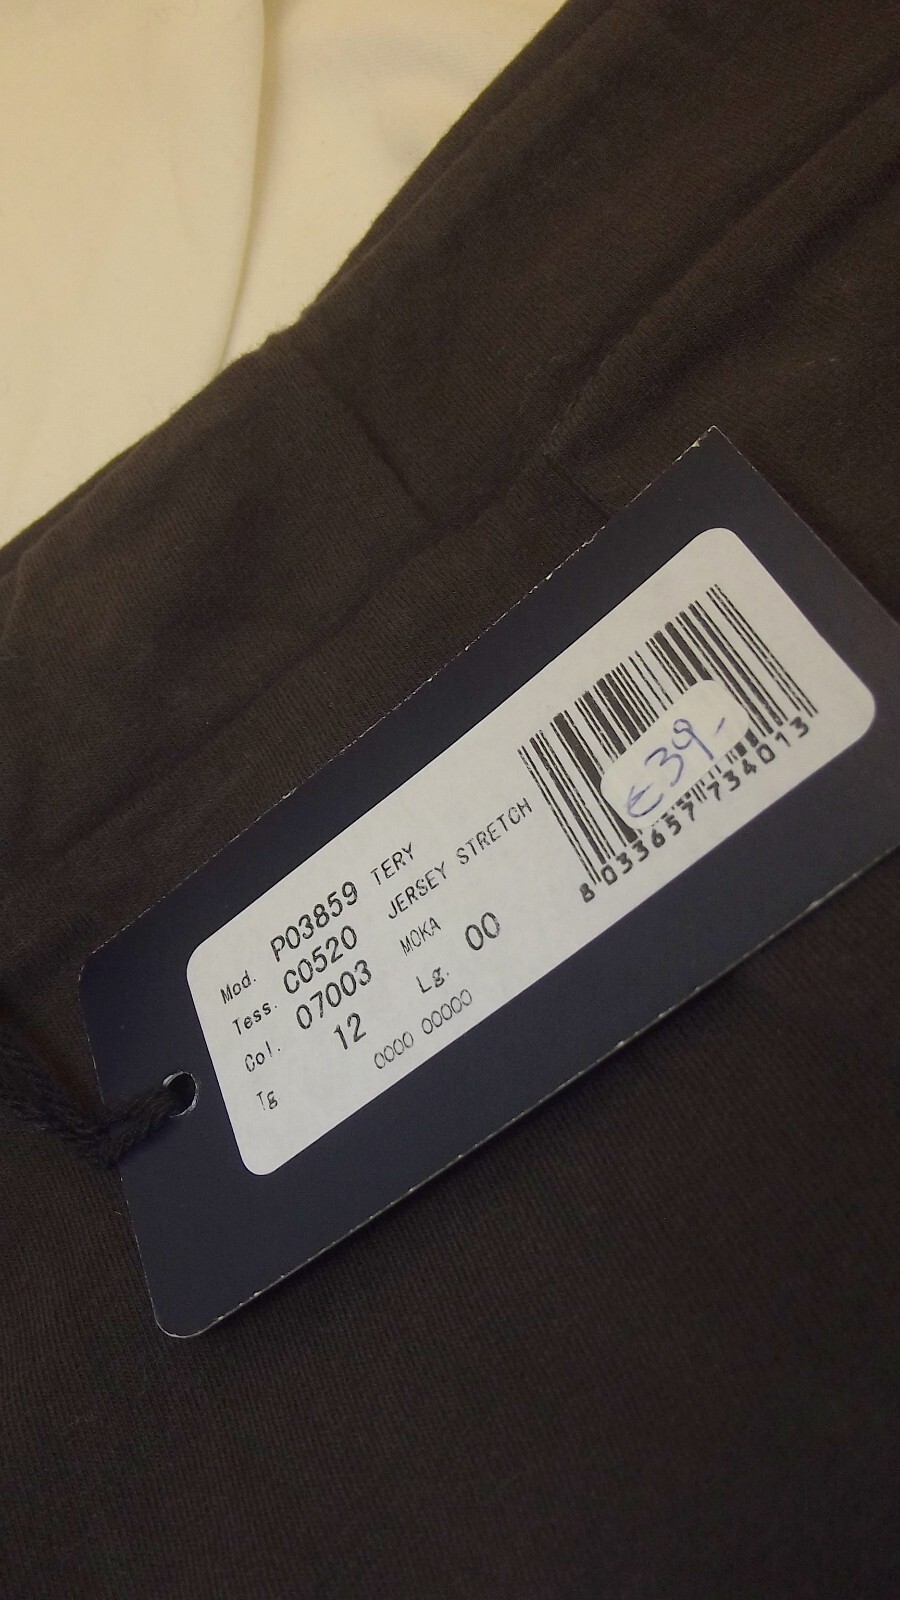 Mod. P03859 TERY
Tess. C0520 JERSEY STRETCH
Col. 07003 MOKA
Tg 12 Lg. 00
0000 00000
€39,-
8 033657 734013